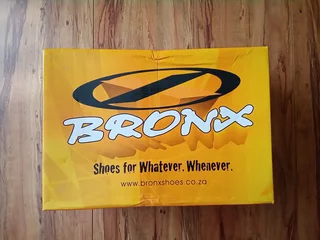 BRONX
Shoes for Whatever. Whenever.
www.bronxshoes.co.za